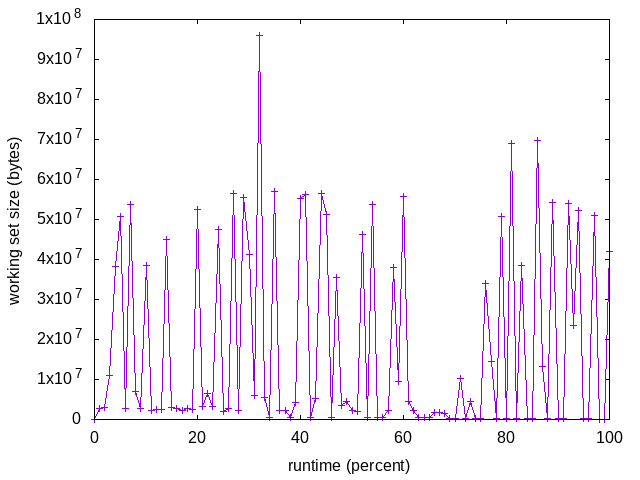 1x10^8
9x10^7
8x10^7
7x10^7
6x10^7
5x10^7
4x10^7
3x10^7
2x10^7
1x10^7
0
0 20 40 60 80 100
working set size (bytes)
runtime (percent)